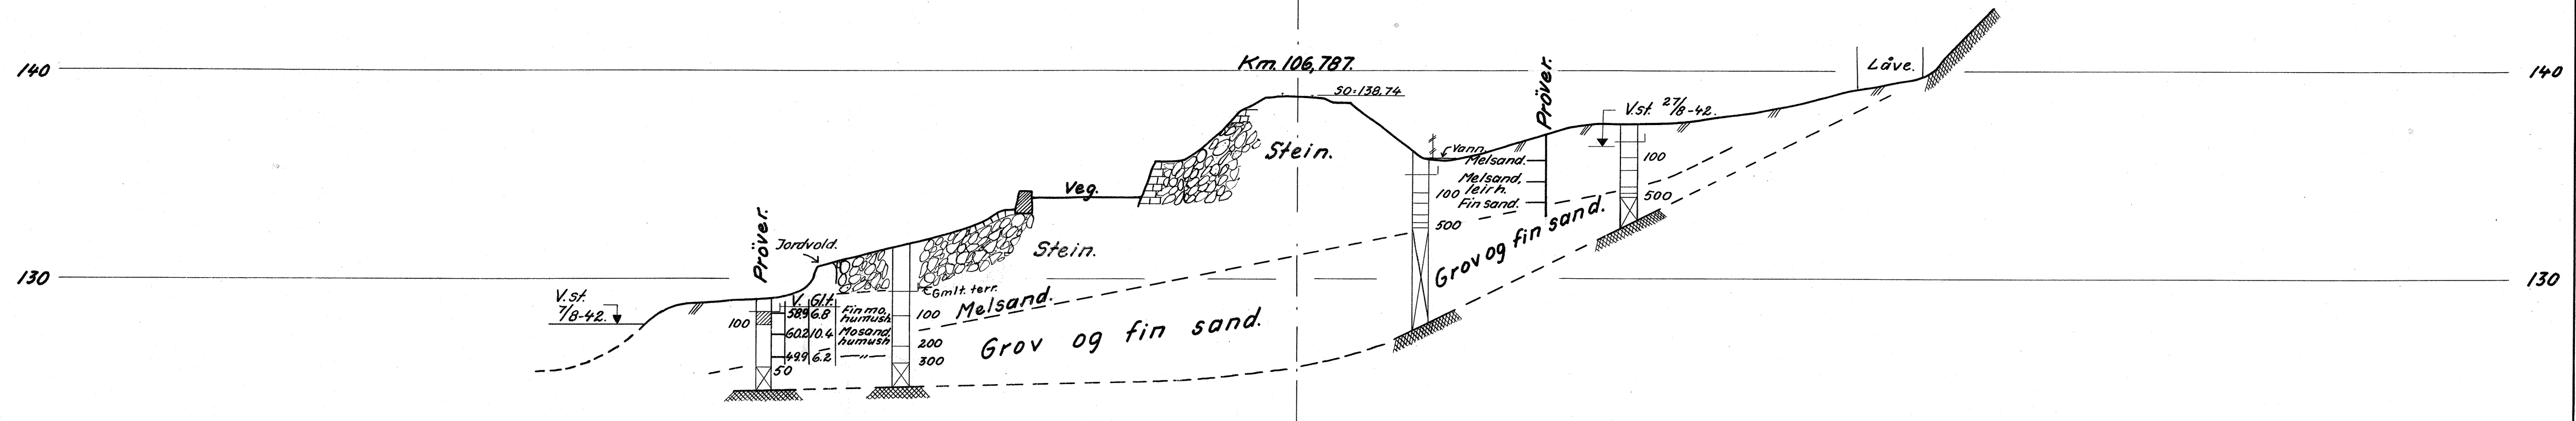 140
Km. 106,787.
SO=138,74
Pröver.
Låve.
140
V.st. 27/8-42.
Vann.
Stein.
Melsand.
Melsand,
leirh.
Fin sand.
100
500
100
500
Veg.
Pröver.
Jordvold.
Stein.
Grov og fin sand.
130
130
V.st.
7/8-42.
V. Gl.t.
58.9 6.8 Fin mo, humush.
60.2 10.4 Mosand, humush
49.9 6.2 —"—
100
50
Gml. terr.
100
200
300
Melsand.
Grov og fin sand.